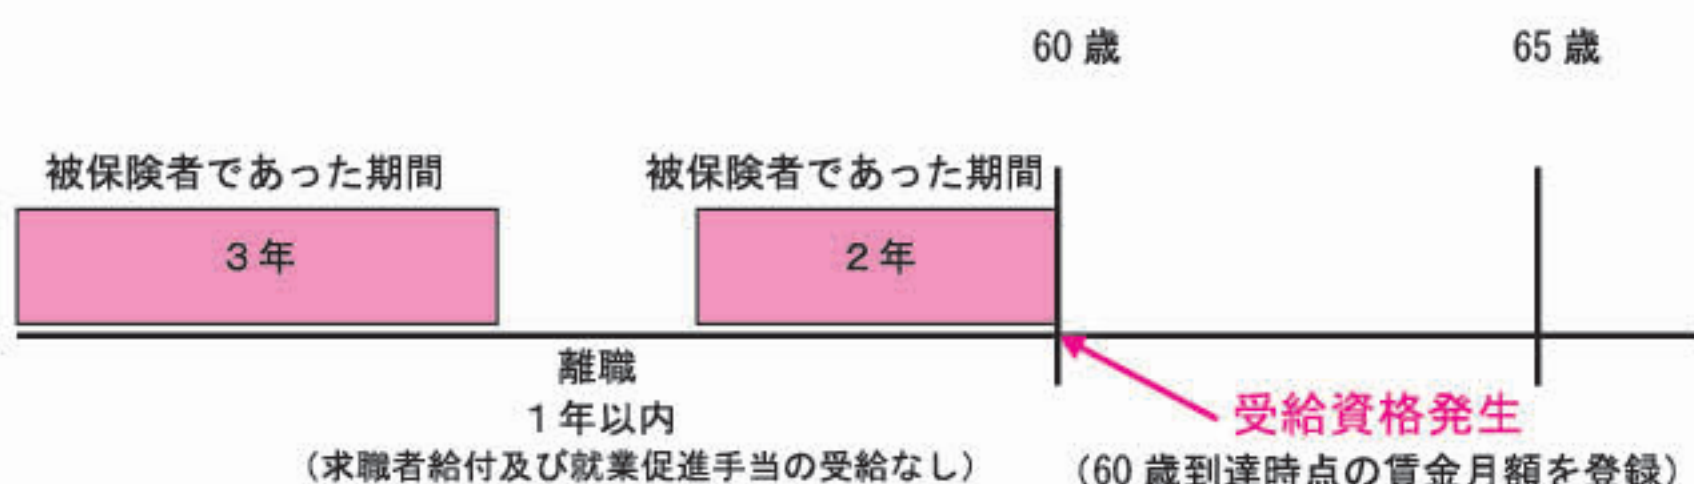 60 歳
65 歳
被保険者であった期間
被保険者であった期間
3 年
2 年
離職
1 年以内
(求職者給付及び就業促進手当の受給なし)
受給資格発生
(60 歳到達時点の賃金月額を登録)